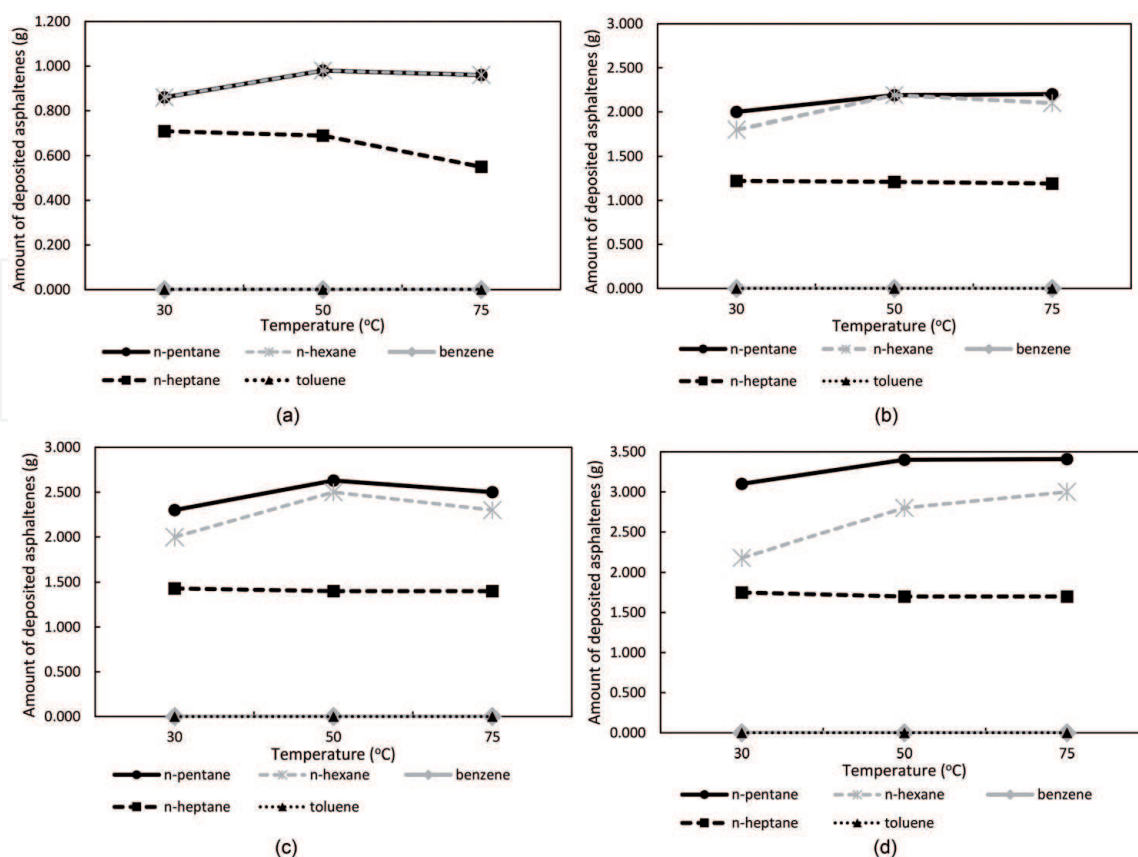 1.200
1.000
0.800
0.600
0.400
0.200
0.000
Amount of deposited asphaltenes (g)
30 50 75
Temperature (°C)
n-pentane n-hexane benzene
n-heptane toluene
(a)
3.000
2.500
2.000
1.500
1.000
0.500
0.000
Amount of deposited asphaltenes (g)
30 50 75
Temperature (°C)
n-pentane n-hexane benzene
n-heptane toluene
(b)
3.000
2.500
2.000
1.500
1.000
0.500
0.000
Amount of deposited asphaltenes (g)
30 50 75
Temperature (°C)
n-pentane n-hexane benzene
n-heptane toluene
(c)
3.500
3.000
2.500
2.000
1.500
1.000
0.500
0.000
Amount of deposited asphaltenes (g)
30 50 75
Temperature (°C)
n-pentane n-hexane benzene
n-heptane toluene
(d)